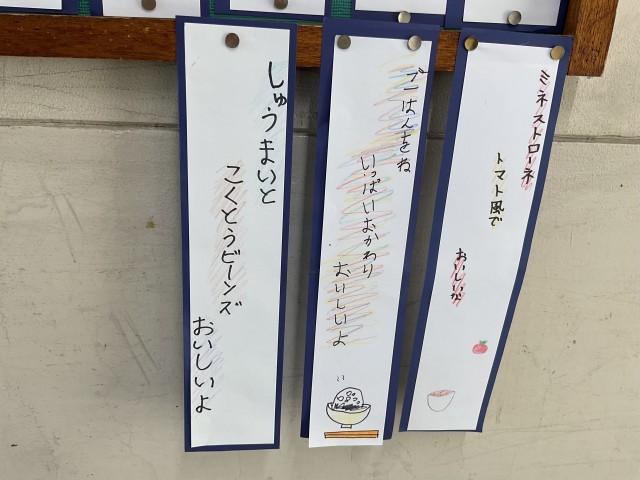 ミネストローネ
トマト風で
おいしいが
ごはんをね
いっぱいおかわり
おいしいよ
しゅうまいと
こくとうビーンズ
おいしいよ